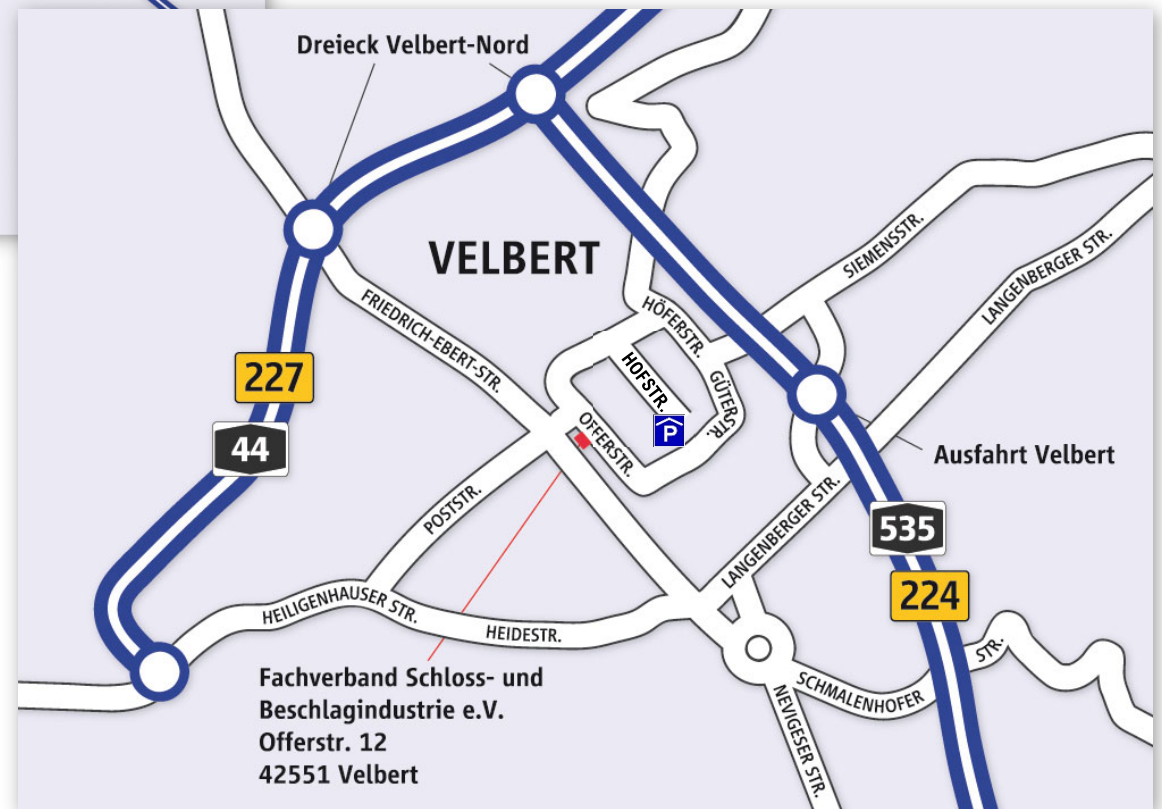 Dreieck Velbert-Nord
VELBERT
SIEMENSSTR.
LANGENBERGER STR.
FRIEDRICH-EBERT-STR.
HÖFERSTR.
HOFSTR.
GÜTERSTR.
227
P
OFFERSTR.
44
Ausfahrt Velbert
POSTSTR.
LANGENBERGER STR.
535
224
HEILIGENHAUSER STR.
HEIDESTR.
SCHMALENHOFER STR.
NEVIGESER STR.
Fachverband Schloss- und
Beschlagindustrie e.V.
Offerstr. 12
42551 Velbert